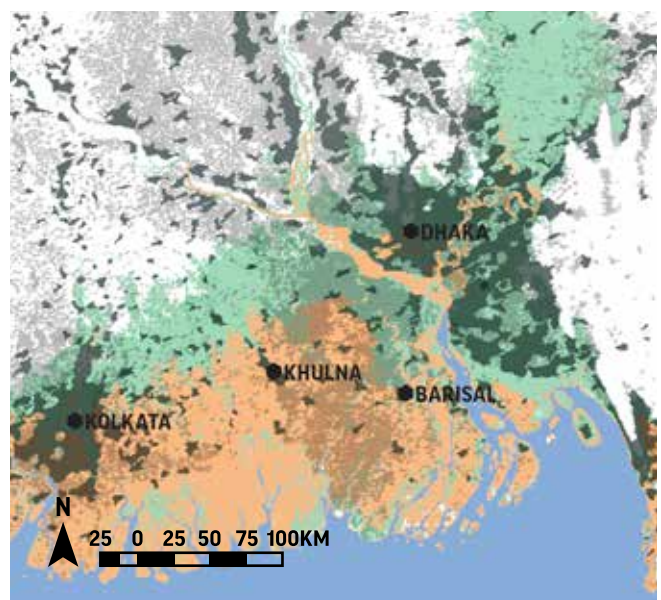 DHAKA
KHULNA
BARISAL
KOLKATA
N
25 0 25 50 75 100KM